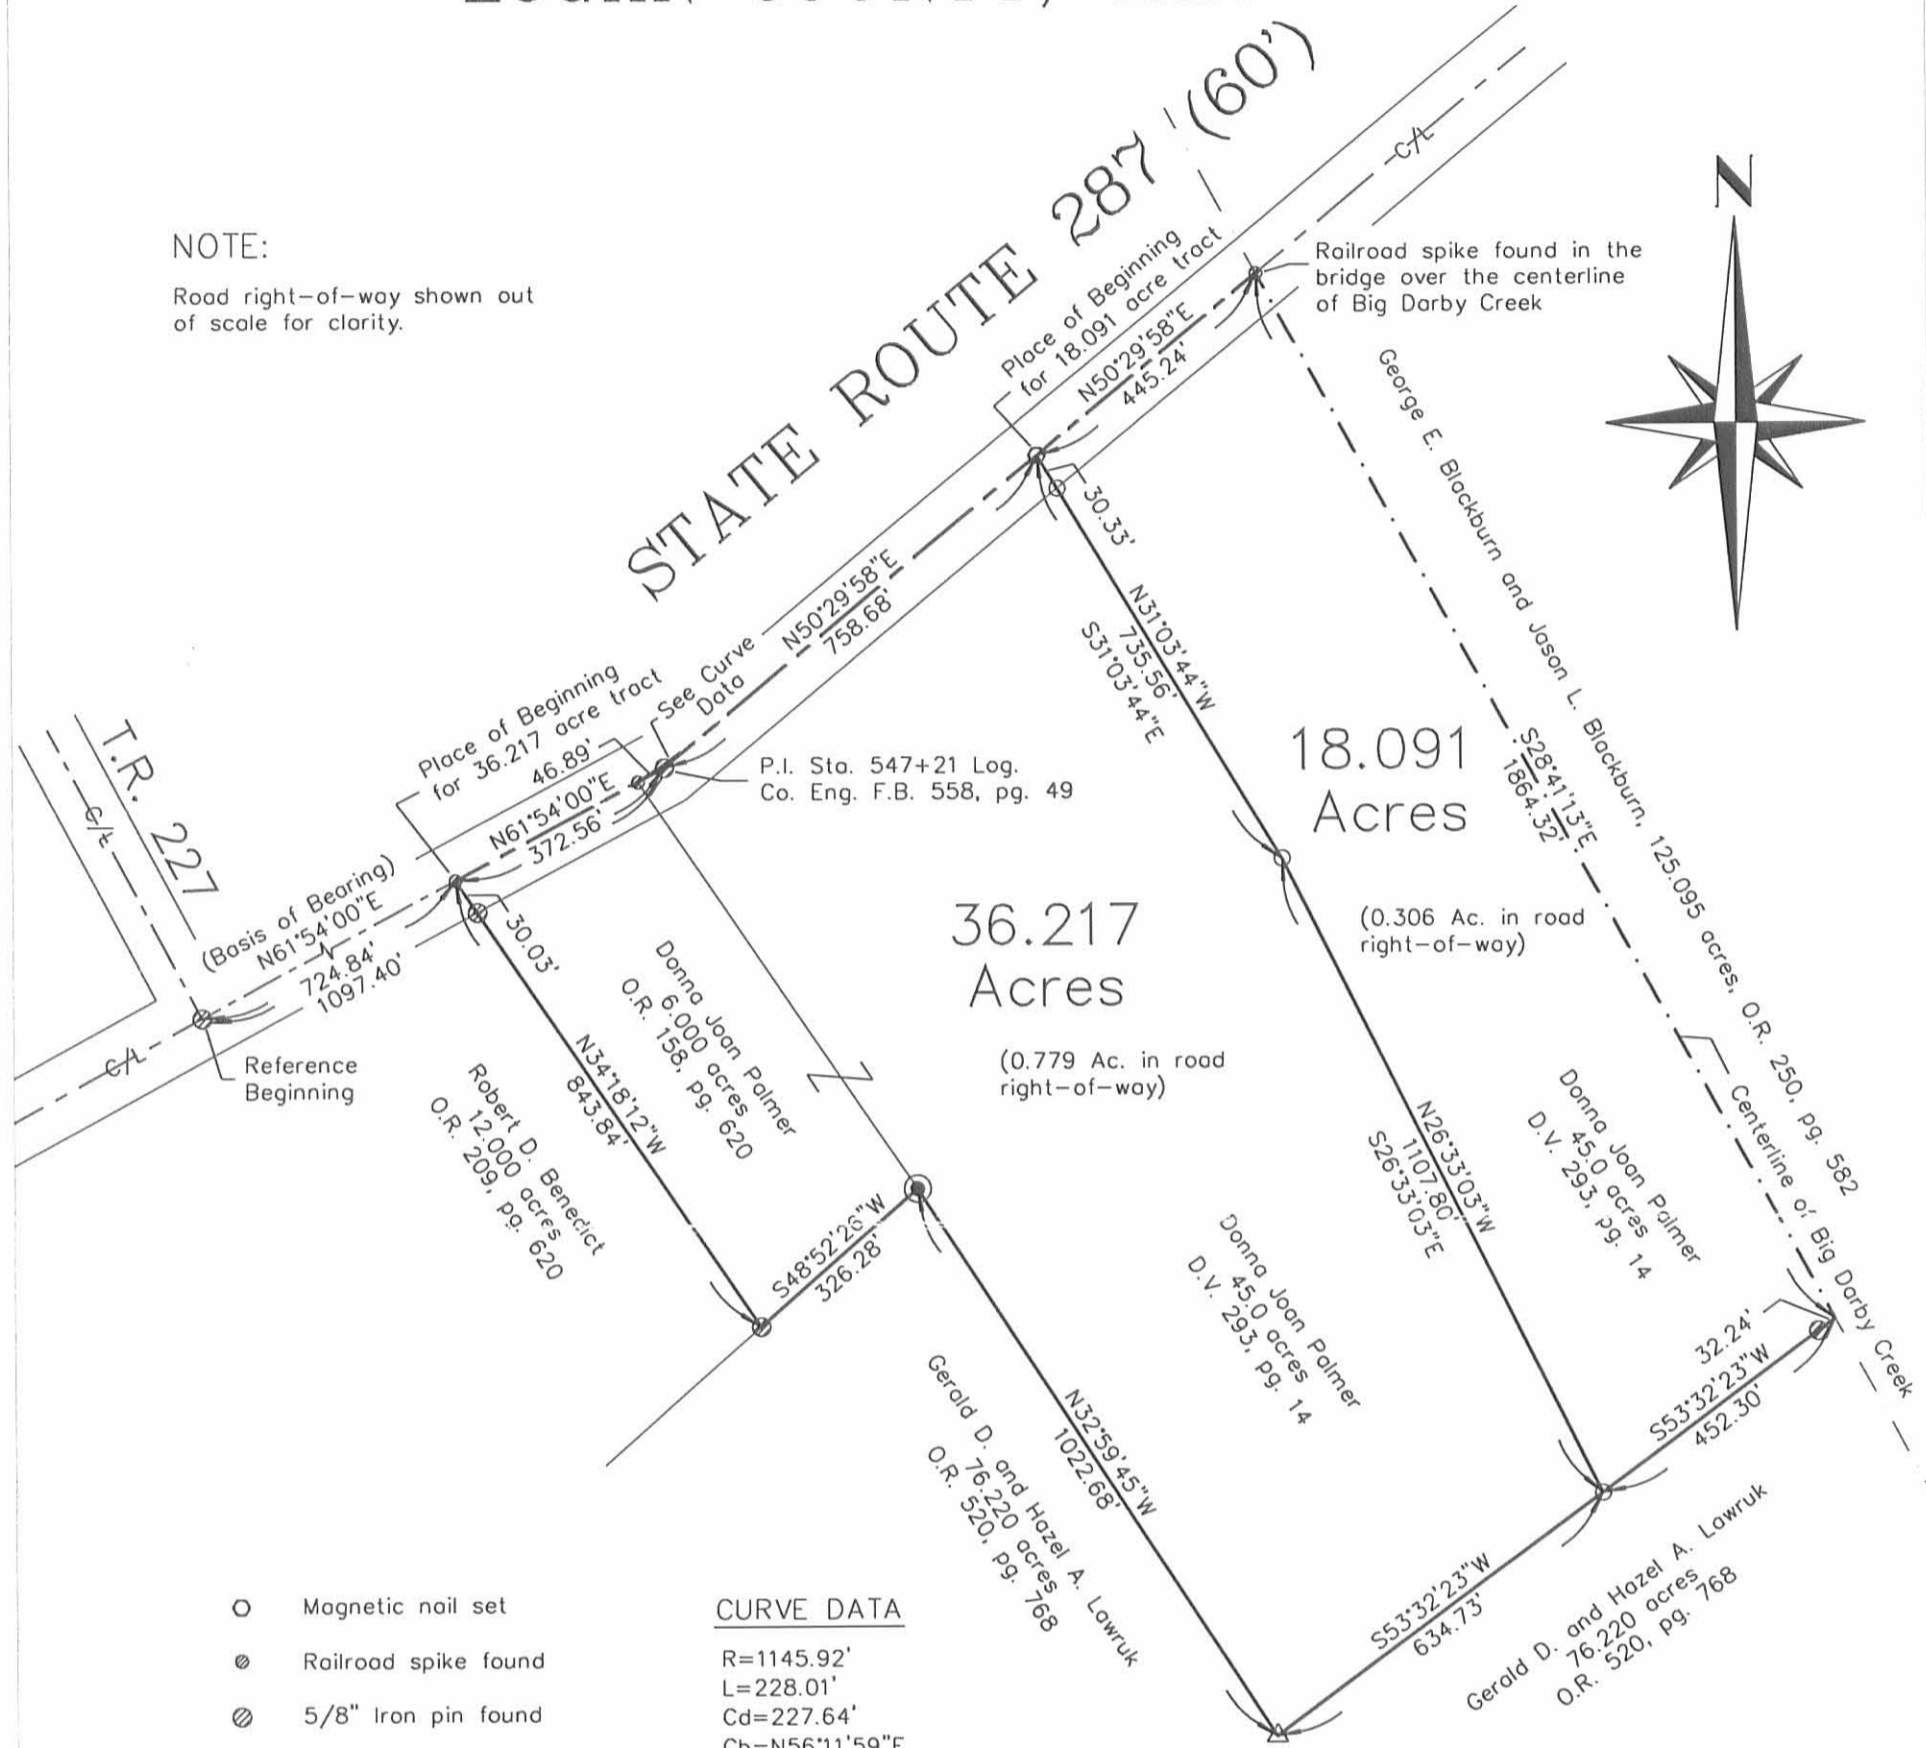 NOTE:
Road right-of-way shown out
of scale for clarity.
STATE ROUTE 287 (60')
C/L
N
Railroad spike found in the
bridge over the centerline
of Big Darby Creek
Place of Beginning
for 18.091 acre tract
N50°29'58"E
445.24'
30.33'
N31°03'44"W
735.56'
S31°03'44"E
George E. Blackburn and Jason L. Blackburn, 125.095 acres, O.R. 250, pg. 582
N50°29'58"E
758.68'
See Curve
Data
Place of Beginning
for 36.217 acre tract
46.89'
N61°54'00"E
372.56'
P.I. Sta. 547+21 Log.
Co. Eng. F.B. 558, pg. 49
18.091
Acres
(0.306 Ac. in road
right-of-way)
S28°41'13"E
1864.32'
T.R. 227
C/L
(Basis of Bearing)
N61°54'00"E
724.84'
1097.40'
C/L
Reference
Beginning
30.03'
36.217
Acres
(0.779 Ac. in road
right-of-way)
Donna Joan Palmer
6.000 acres
O.R. 158, pg. 620
N34°18'12"W
843.84'
Robert D. Benedict
12.000 acres
O.R. 209, pg. 620
S48°52'26"W
326.28'
N26°33'03"W
1107.80'
S26°33'03"E
Donna Joan Palmer
45.0 acres
D.V. 293, pg. 14
Centerline of Big Darby Creek
Donna Joan Palmer
45.0 acres
D.V. 293, pg. 14
32.24'
S53°32'23"W
452.30'
N32°59'45"W
1022.68'
Gerald D. and Hazel A. Lawruk
76.220 acres
O.R. 520, pg. 768
S53°32'23"W
634.73'
Gerald D. and Hazel A. Lawruk
76.220 acres
O.R. 520, pg. 768
Magnetic nail set
Railroad spike found
5/8" Iron pin found
CURVE DATA
R=1145.92'
L=228.01'
Cd=227.64'
Cb=N56°11'59"E